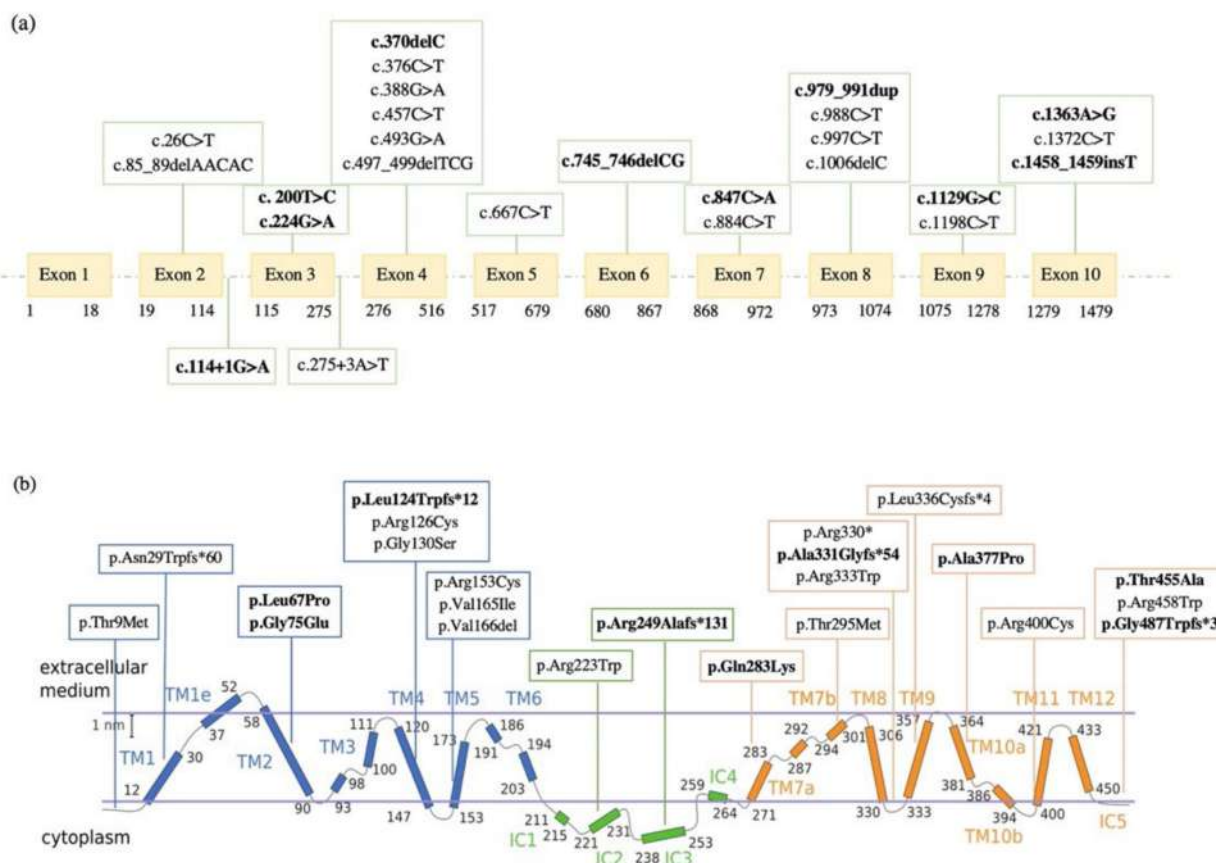 (a)
c.370delC
c.376C>T
c.388G>A
c.457C>T
c.493G>A
c.497_499delTCG
c.26C>T
c.85_89delAACAC
c. 200T>C
c.224G>A
c.667C>T
c.745_746delCG
c.847C>A
c.884C>T
c.979_991dup
c.988C>T
c.997C>T
c.1006delC
c.1129G>C
c.1198C>T
c.1363A>G
c.1372C>T
c.1458_1459insT
Exon 1 Exon 2 Exon 3 Exon 4 Exon 5 Exon 6 Exon 7 Exon 8 Exon 9 Exon 10
1 18 19 114 115 275 276 516 517 679 680 867 868 972 973 1074 1075 1278 1279 1479
c.114+1G>A c.275+3A>T
(b)
p.Leu124Trpfs*12
p.Arg126Cys
p.Gly130Ser
p.Asn29Trpfs*60
p.Thr9Met
p.Leu67Pro
p.Gly75Glu
p.Arg153Cys
p.Val165Ile
p.Val166del
p.Arg223Trp
p.Arg249Alafs*131
p.Gln283Lys
p.Leu336Cysfs*4
p.Arg330*
p.Ala331Glyfs*54
p.Arg333Trp
p.Thr295Met
p.Ala377Pro
p.Arg400Cys
p.Thr455Ala
p.Arg458Trp
p.Gly487Trpfs*3
extracellular
medium
1 nm
cytoplasm
TM1e 52 TM4 TM5 TM6 TM7b TM8 TM9 TM11 TM12
58 111 120 186 292 301 306 357 364 421 433
37 173 191 194 283 294 287 TM10a
TM1 30 TM2 TM3 100 98 203 259 IC4 TM7a 381 386 450
12 90 93 147 153 211 215 221 231 253 264 271 330 333 394 400 IC5
IC1 IC2 238 IC3 TM10b